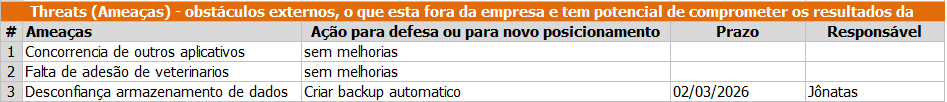 Threats (Ameaças) - obstáculos externos, o que esta fora da empresa e tem potencial de comprometer os resultados da
# Ameaças Ação para defesa ou para novo posicionamento Prazo Responsável
1 Concorrencia de outros aplicativos sem melhorias
2 Falta de adesão de veterinarios sem melhorias
3 Desconfiança armazenamento de dados Criar backup automatico 02/03/2026 Jônatas